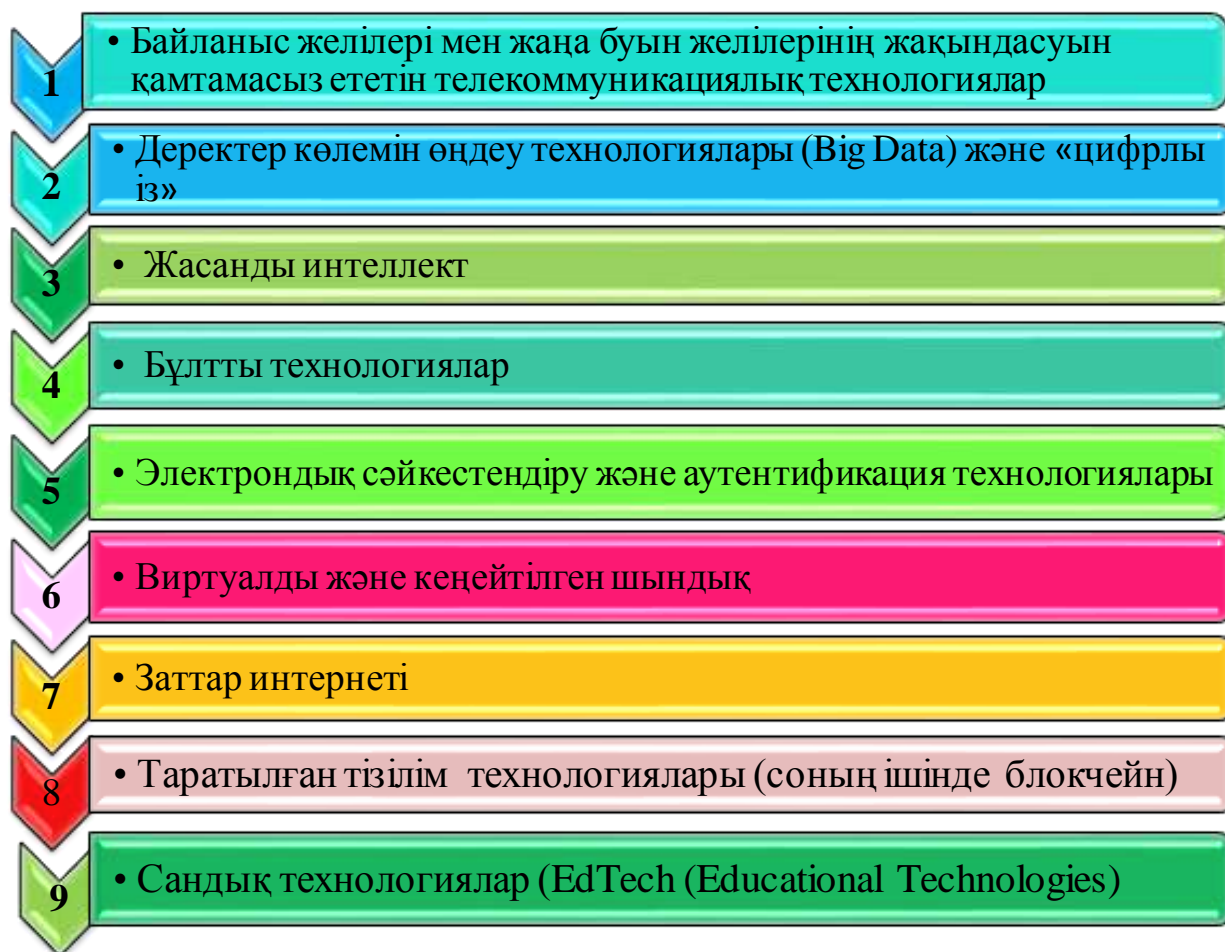 1
• Байланыс желілері мен жаңа буын желілерінің жақындасуын
қамтамасыз ететін телекоммуникациялық технологиялар
2
• Деректер көлемін өңдеу технологиялары (Big Data) және «цифрлы
із»
3
• Жасанды интеллект
4
• Бұлтты технологиялар
5
• Электрондық сәйкестендіру және аутентификация технологиялары
6
• Виртуалды және кеңейтілген шындық
7
• Заттар интернеті
8
• Таратылған тізілім технологиялары (соның ішінде блокчейн)
9
• Сандық технологиялар (EdTech (Educational Technologies)